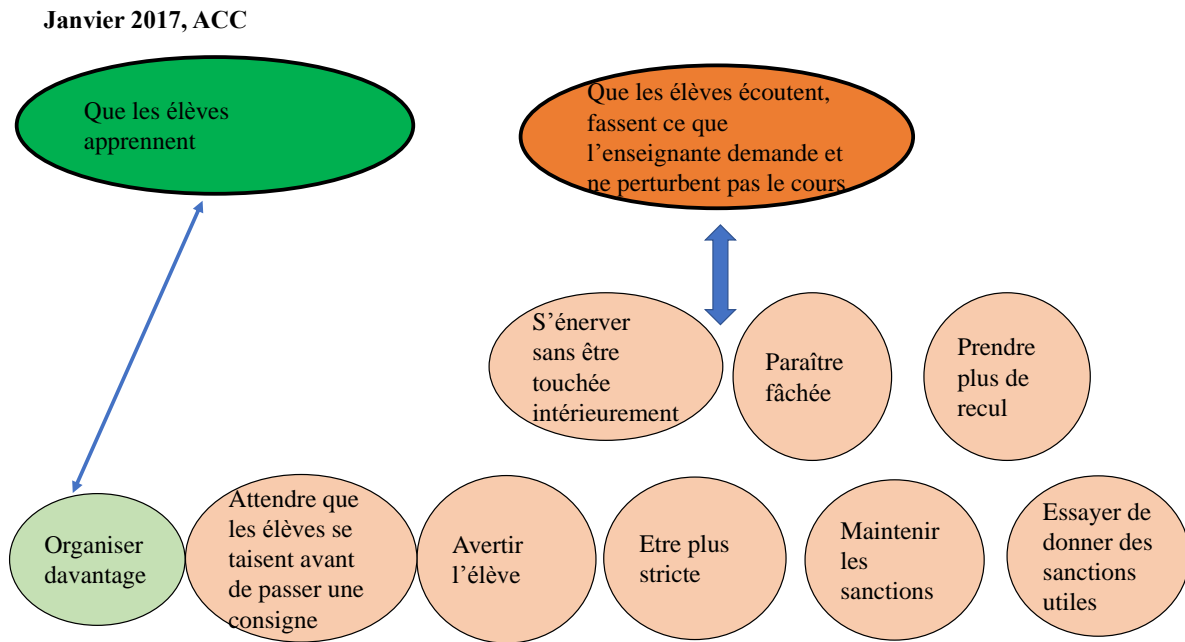 Janvier 2017, ACC
Que les élèves
apprennent
Que les élèves écoutent,
fassent ce que
l’enseignante demande et
ne perturbent pas le cours
S’énerver
sans être
touchée
intérieurement
Paraître
fâchée
Prendre
plus de
recul
Organiser
davantage
Attendre que
les élèves se
taisent avant
de passer une
consigne
Avertir
l’élève
Etre plus
stricte
Maintenir
les
sanctions
Essayer de
donner des
sanctions
utiles